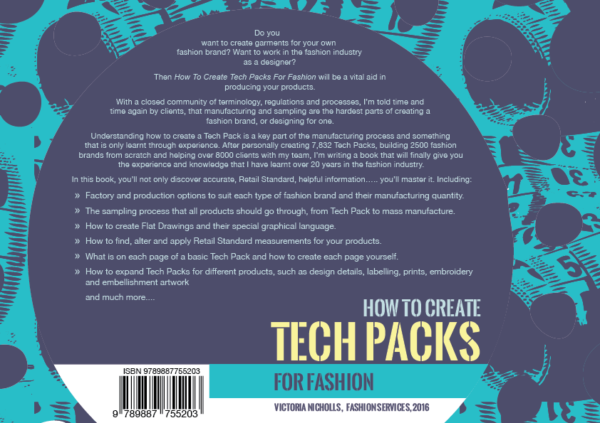 Do you
want to create garments for your own
fashion brand? Want to work in the fashion industry
as a designer?
Then How To Create Tech Packs For Fashion will be a vital aid in
producing your products.
With a closed community of terminology, regulations and processes, I'm told time and
time again by clients, that manufacturing and sampling are the hardest parts of creating a
fashion brand, or designing for one.
Understanding how to create a Tech Pack is a key part of the manufacturing process and something
that is only learnt through experience. After personally creating 7,832 Tech Packs, building 2500 fashion
brands from scratch and helping over 8000 clients with my team, I'm writing a book that will finally give you
the experience and knowledge that I have learnt over 20 years in the fashion industry.
In this book, you'll not only discover accurate, Retail Standard, helpful information..... you'll master it. Including:
» Factory and production options to suit each type of fashion brand and their manufacturing quantity.
» The sampling process that all products should go through, from Tech Pack to mass manufacture.
» How to create Flat Drawings and their special graphical language.
» How to find, alter and apply Retail Standard measurements for your products.
» What is on each page of a basic Tech Pack and how to create each page yourself.
» How to expand Tech Packs for different products, such as design details, labelling, prints, embroidery
and embellishment artwork
and much more....
HOW TO CREATE
TECH PACKS
FOR FASHION
VICTORIA NICHOLLS, FASHION SERVICES, 2016
ISBN 9789887755203
9 789887 755203